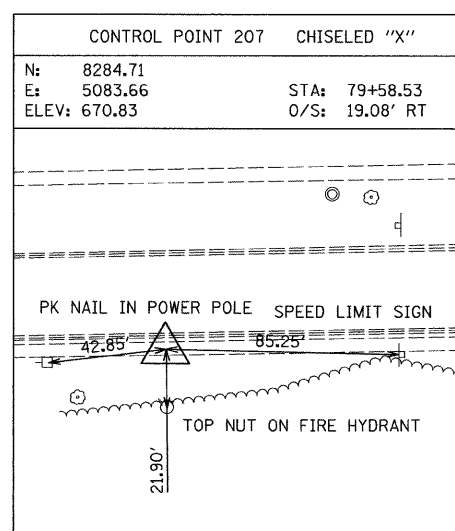 CONTROL POINT 207 CHISELED "X"
N: 8284.71
E: 5083.66 STA: 79+58.53
ELEV: 670.83 O/S: 19.08' RT
PK NAIL IN POWER POLE SPEED LIMIT SIGN
42.85' 85.25'
TOP NUT ON FIRE HYDRANT
21.90'